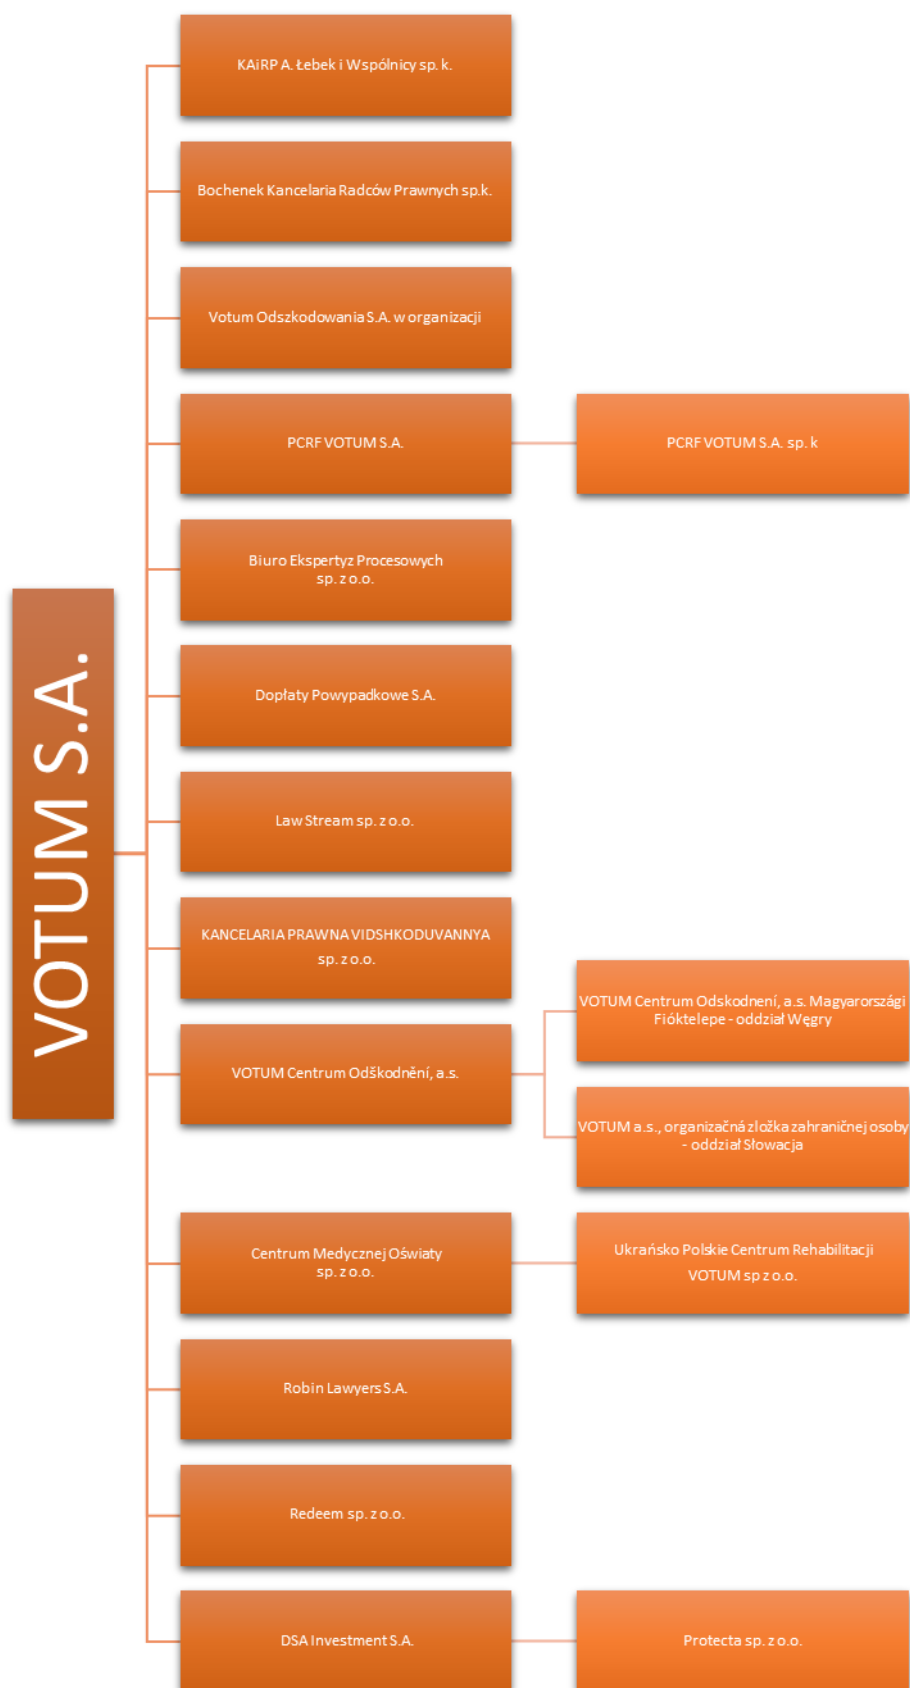 VOTUM S.A.
KAiRP A. Łebek i Wspólnicy sp. k.
Bochenek Kancelaria Radców Prawnych sp.k.
Votum Odszkodowania S.A. w organizacji
PCRF VOTUM S.A.
PCRF VOTUM S.A. sp. k
Biuro Ekspertyz Procesowych
sp. z o.o.
Dopłaty Powypadkowe S.A.
Law Stream sp. z o.o.
KANCELARIA PRAWNA VIDSHKODUVANNYA
sp. z o.o.
VOTUM Centrum Odškodnění, a.s.
VOTUM Centrum Odskodnení, a.s. Magyarországi
Fióktelepe - oddział Węgry
VOTUM a.s., organizačná zložka zahraničnej osoby
- oddział Słowacja
Centrum Medycznej Oświaty
sp. z o.o.
Ukrańsko Polskie Centrum Rehabilitacji
VOTUM sp z o.o.
Robin Lawyers S.A.
Redeem sp. z o.o.
DSA Investment S.A.
Protecta sp. z o.o.